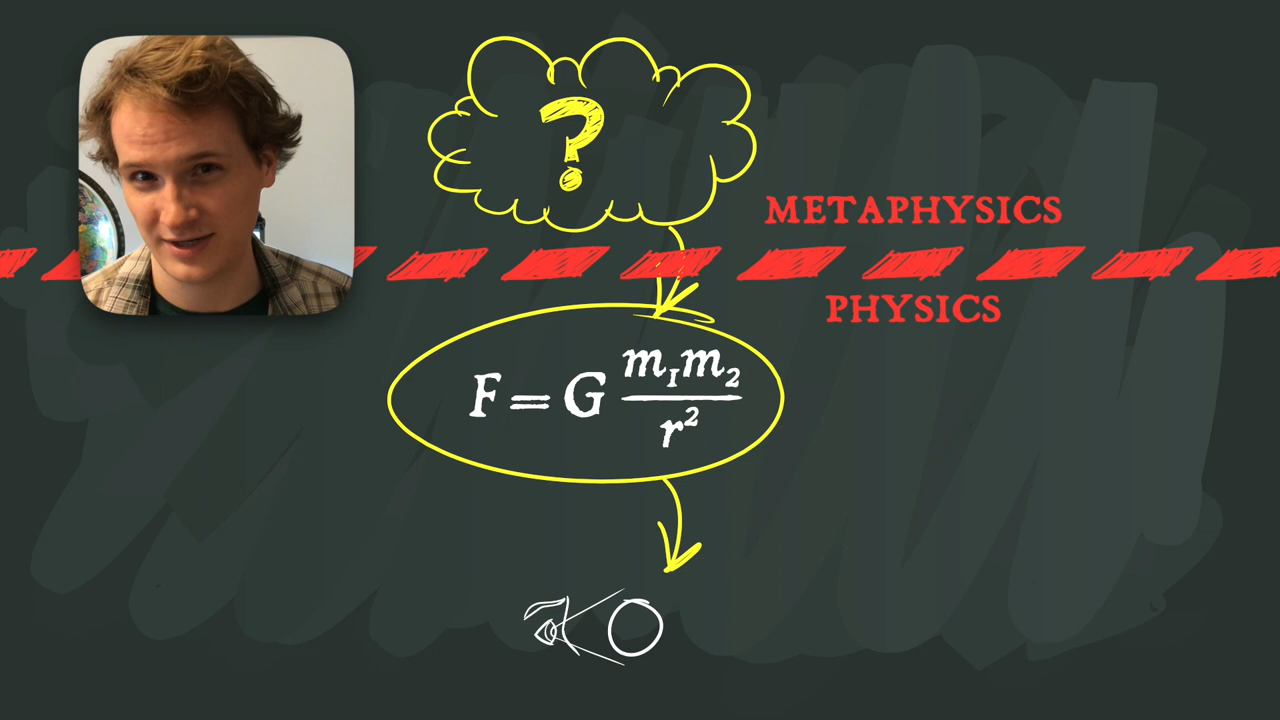 ?
METAPHYSICS
PHYSICS
F = G m₁m₂ / r²